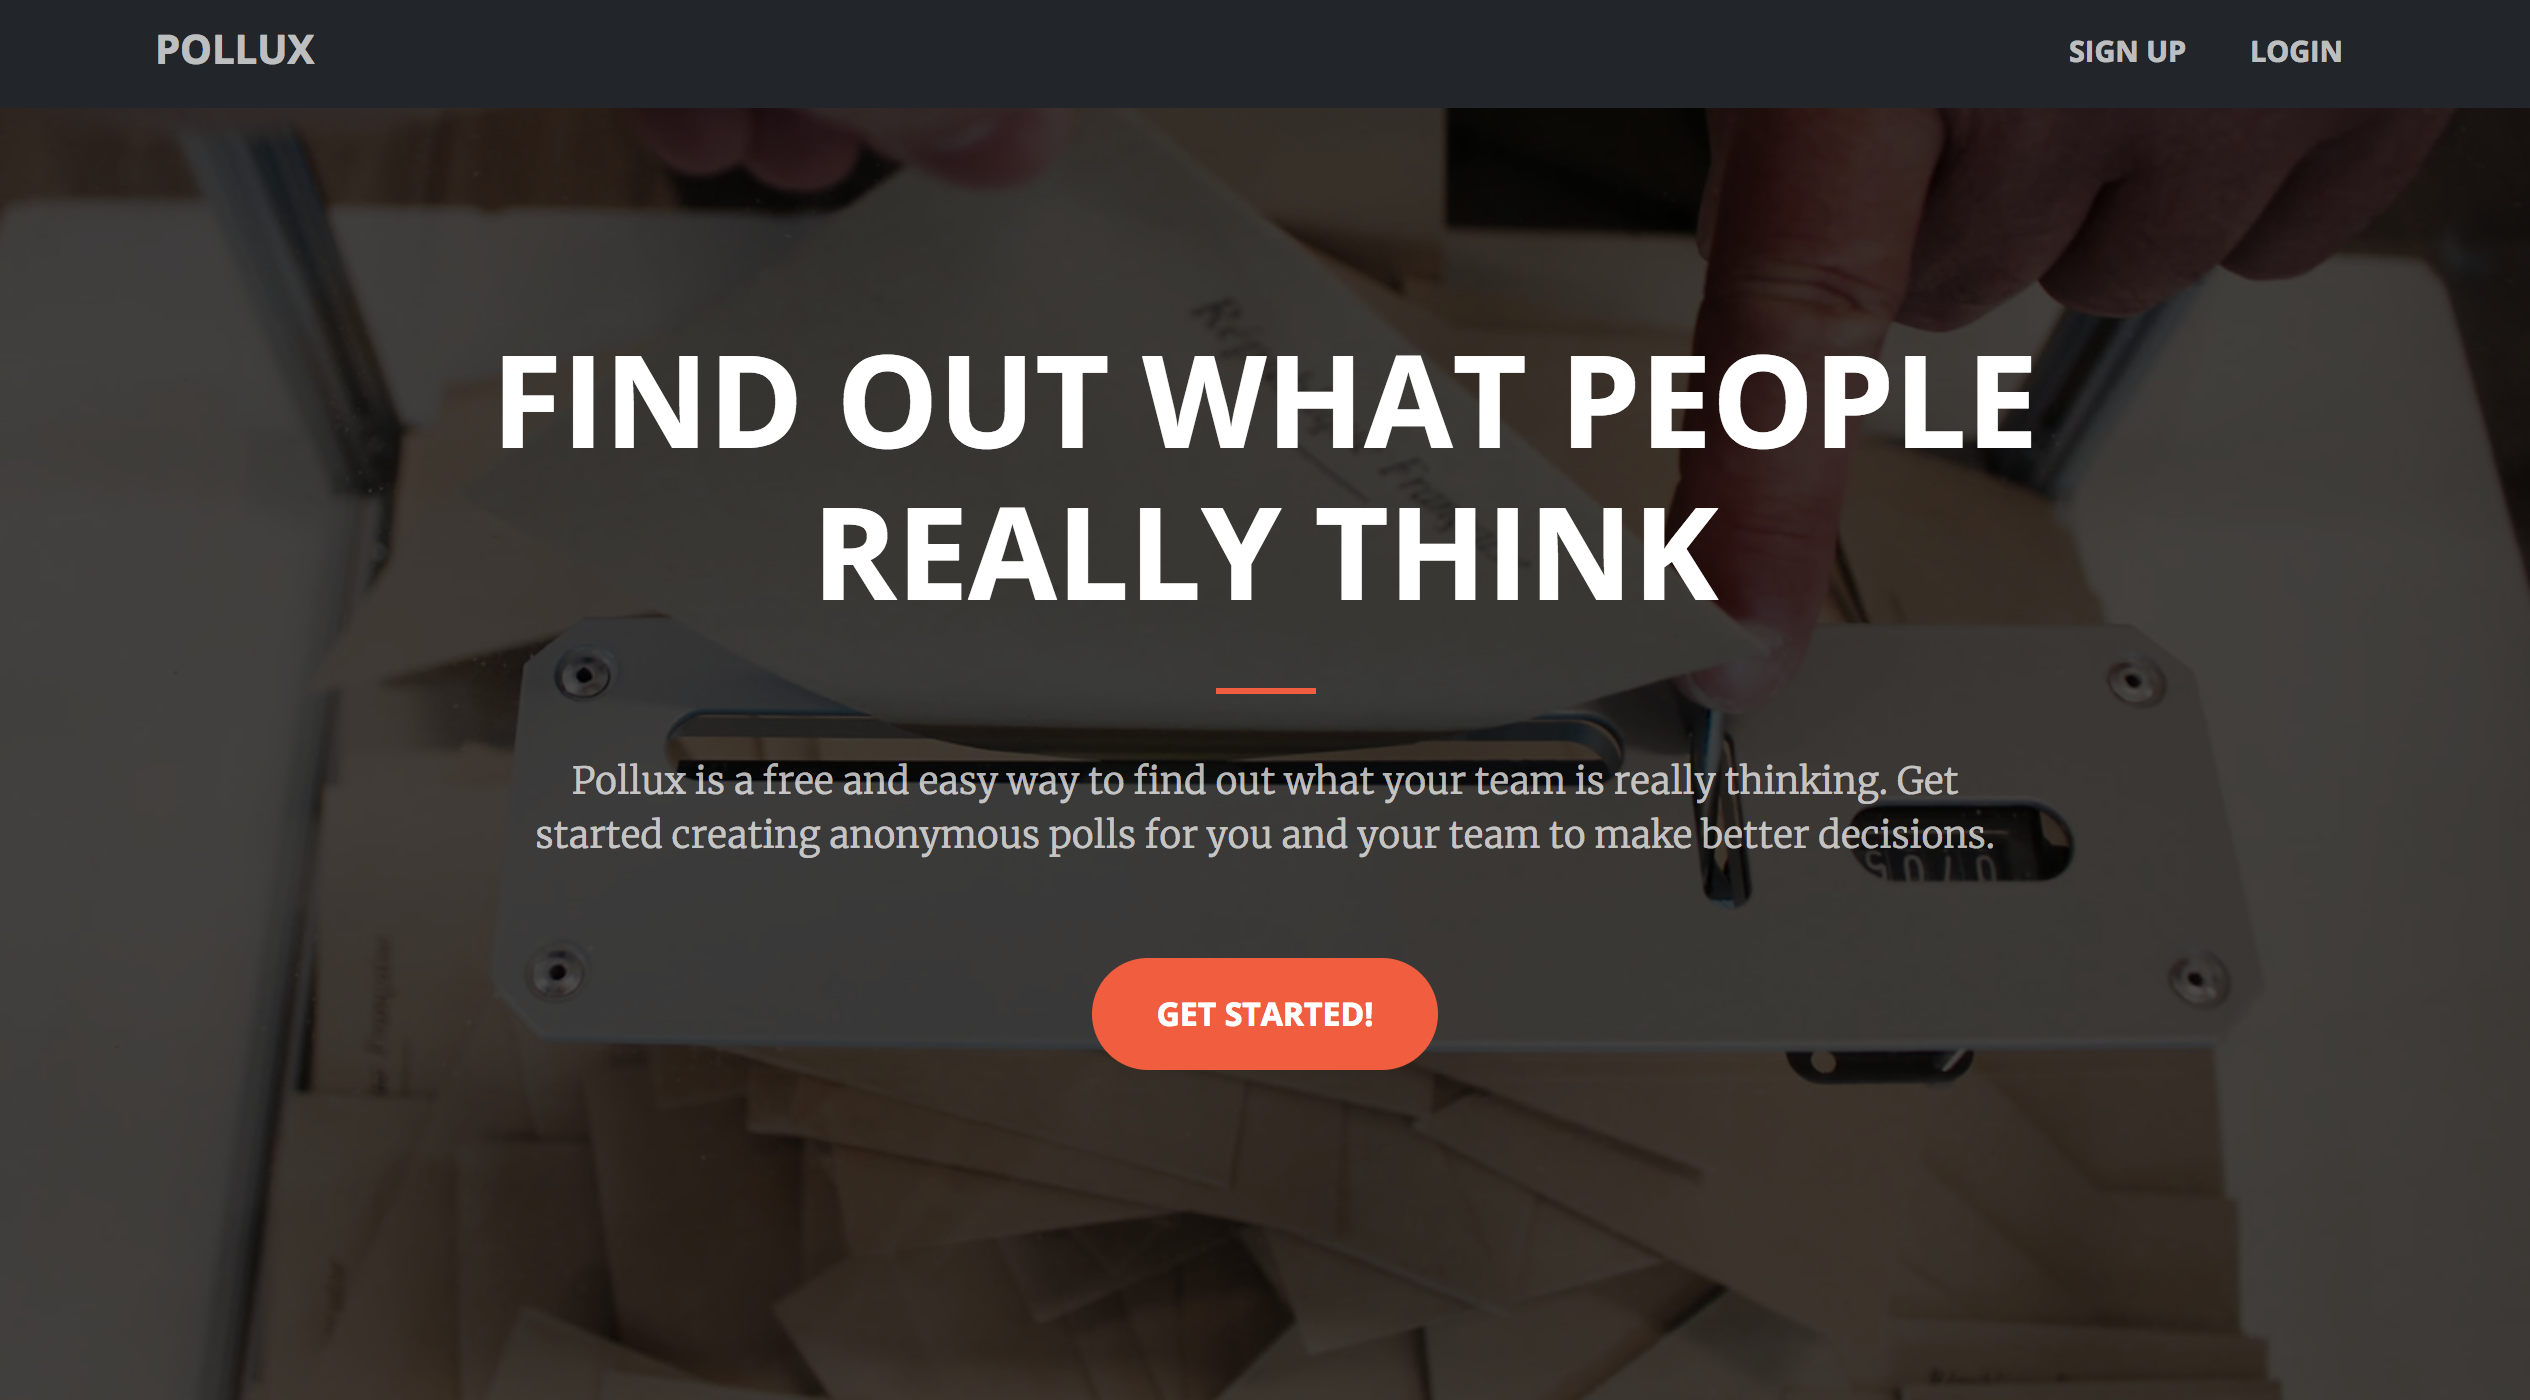 POLLUX
SIGN UP LOGIN
FIND OUT WHAT PEOPLE
REALLY THINK
Pollux is a free and easy way to find out what your team is really thinking. Get
started creating anonymous polls for you and your team to make better decisions.
GET STARTED!